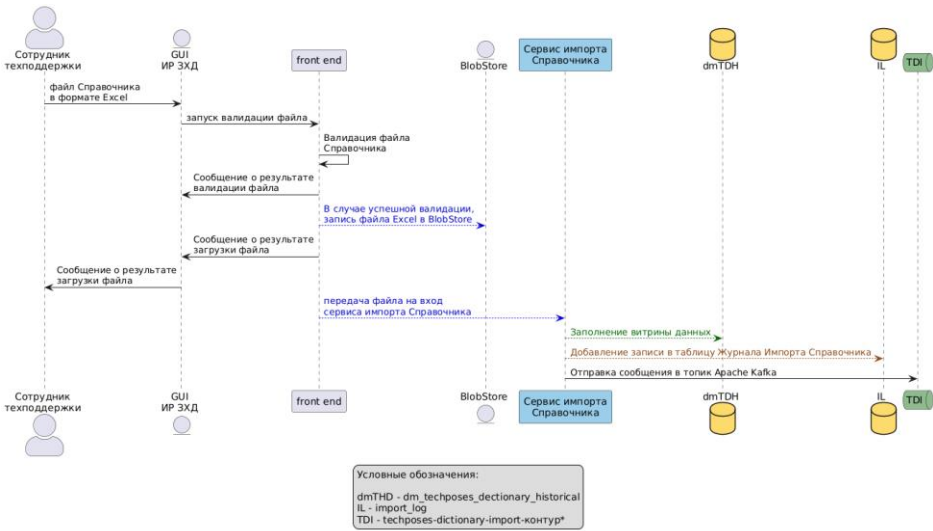 Сотрудник
техподдержки
GUI
ИР ЗХД
front end
BlobStore
Сервис импорта
Справочника
dmTDH
IL
TDI
файл Справочника
в формате Excel
запуск валидации файла
Валидация файла
Справочника
Сообщение о результате
валидации файла
В случае успешной валидации,
запись файла Excel в BlobStore
Сообщение о результате
загрузки файла
Сообщение о результате
загрузки файла
передача файла на вход
сервиса импорта Справочника
Заполнение витрины данных
Добавление записи в таблицу Журнала Импорта Справочника
Отправка сообщения в топик Apache Kafka
Сотрудник
техподдержки
GUI
ИР ЗХД
front end
BlobStore
Сервис импорта
Справочника
dmTDH
IL
TDI
Условные обозначения:
dmTHD - dm_techposes_dectionary_historical
IL - import_log
TDI - techposes-dictionary-import-контур*